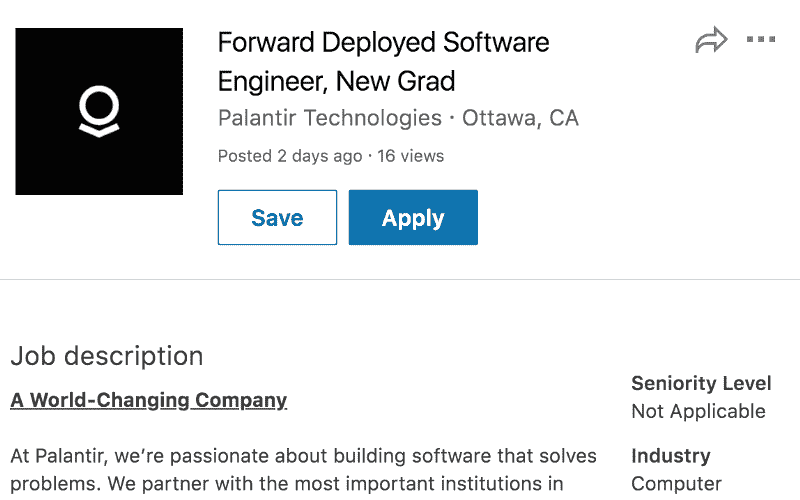 Forward Deployed Software
Engineer, New Grad
Palantir Technologies · Ottawa, CA
Posted 2 days ago · 16 views
Save
Apply
Job description
A World-Changing Company
At Palantir, we’re passionate about building software that solves
problems. We partner with the most important institutions in
Seniority Level
Not Applicable
Industry
Computer